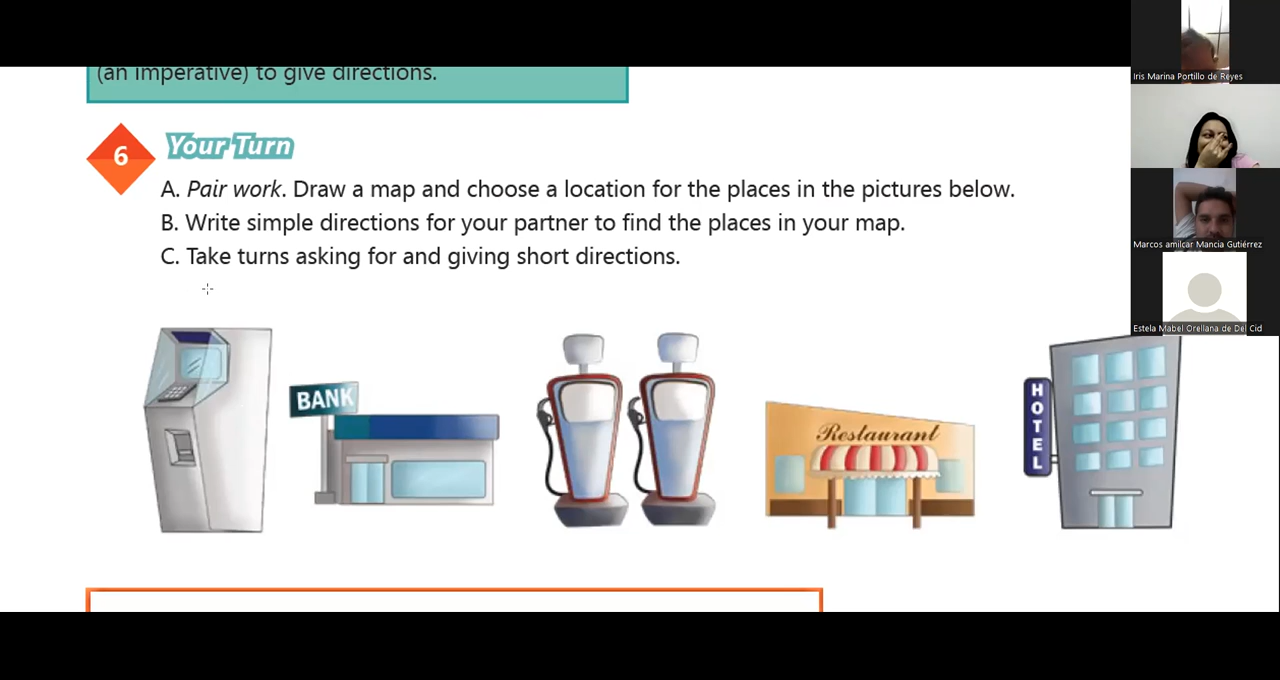 (an imperative) to give directions.
6
Your Turn
A. Pair work. Draw a map and choose a location for the places in the pictures below.
B. Write simple directions for your partner to find the places in your map.
C. Take turns asking for and giving short directions.
BANK
Restaurant
HOTEL
Iris Marina Portillo de Reyes
Marcos amilcar Mancia Gutiérrez
Estela Mabel Orellana de Del Cid